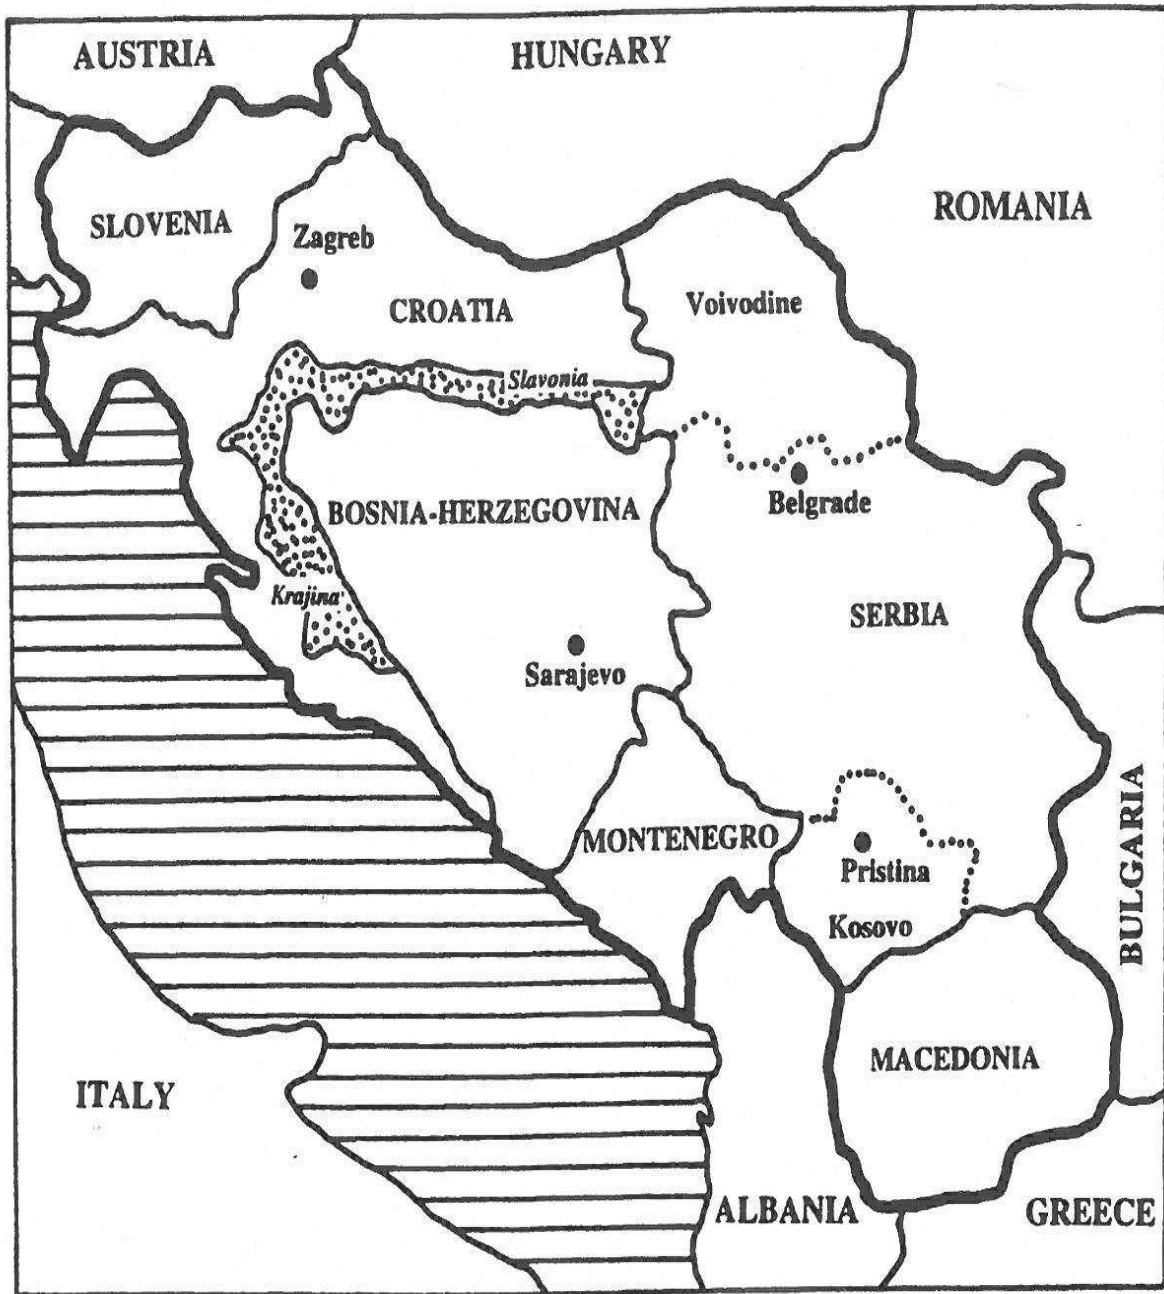 AUSTRIA
HUNGARY
ROMANIA
SLOVENIA
Zagreb
CROATIA
Voivodine
Slavonia
BOSNIA-HERZEGOVINA
Belgrade
Krajina
SERBIA
Sarajevo
MONTENEGRO
Pristina
Kosovo
BULGARIA
MACEDONIA
ITALY
ALBANIA
GREECE